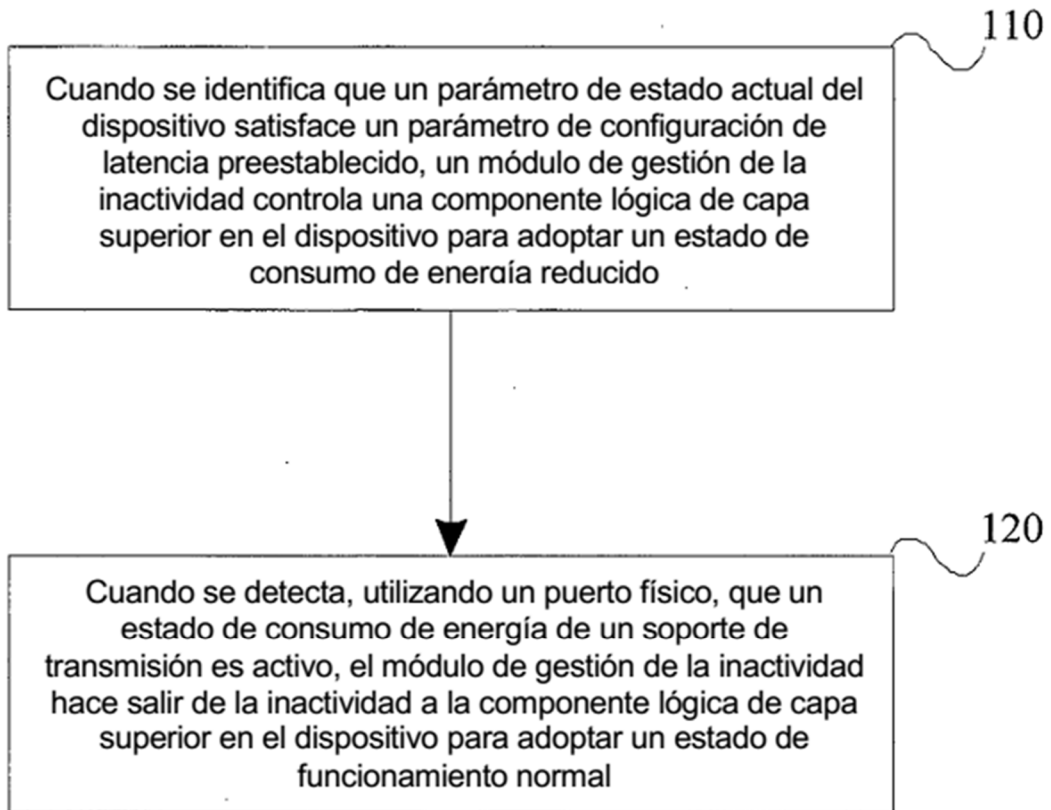 110
Cuando se identifica que un parámetro de estado actual del
dispositivo satisface un parámetro de configuración de
latencia preestablecido, un módulo de gestión de la
inactividad controla una componente lógica de capa
superior en el dispositivo para adoptar un estado de
consumo de energía reducido
120
Cuando se detecta, utilizando un puerto físico, que un
estado de consumo de energía de un soporte de
transmisión es activo, el módulo de gestión de la inactividad
hace salir de la inactividad a la componente lógica de capa
superior en el dispositivo para adoptar un estado de
funcionamiento normal